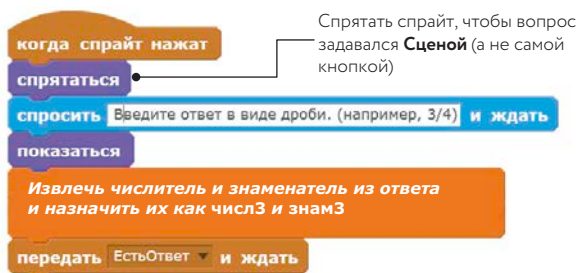 Спрятать спрайт, чтобы вопрос
задавался Сценой (а не самой
кнопкой)
когда спрайт нажат
спрятаться
спросить Введите ответ в виде дроби. (например, 3/4) и ждать
показаться
Извлечь числитель и знаменатель из ответа
и назначить их как числ3 и знам3
передать ЕстьОтвет и ждать